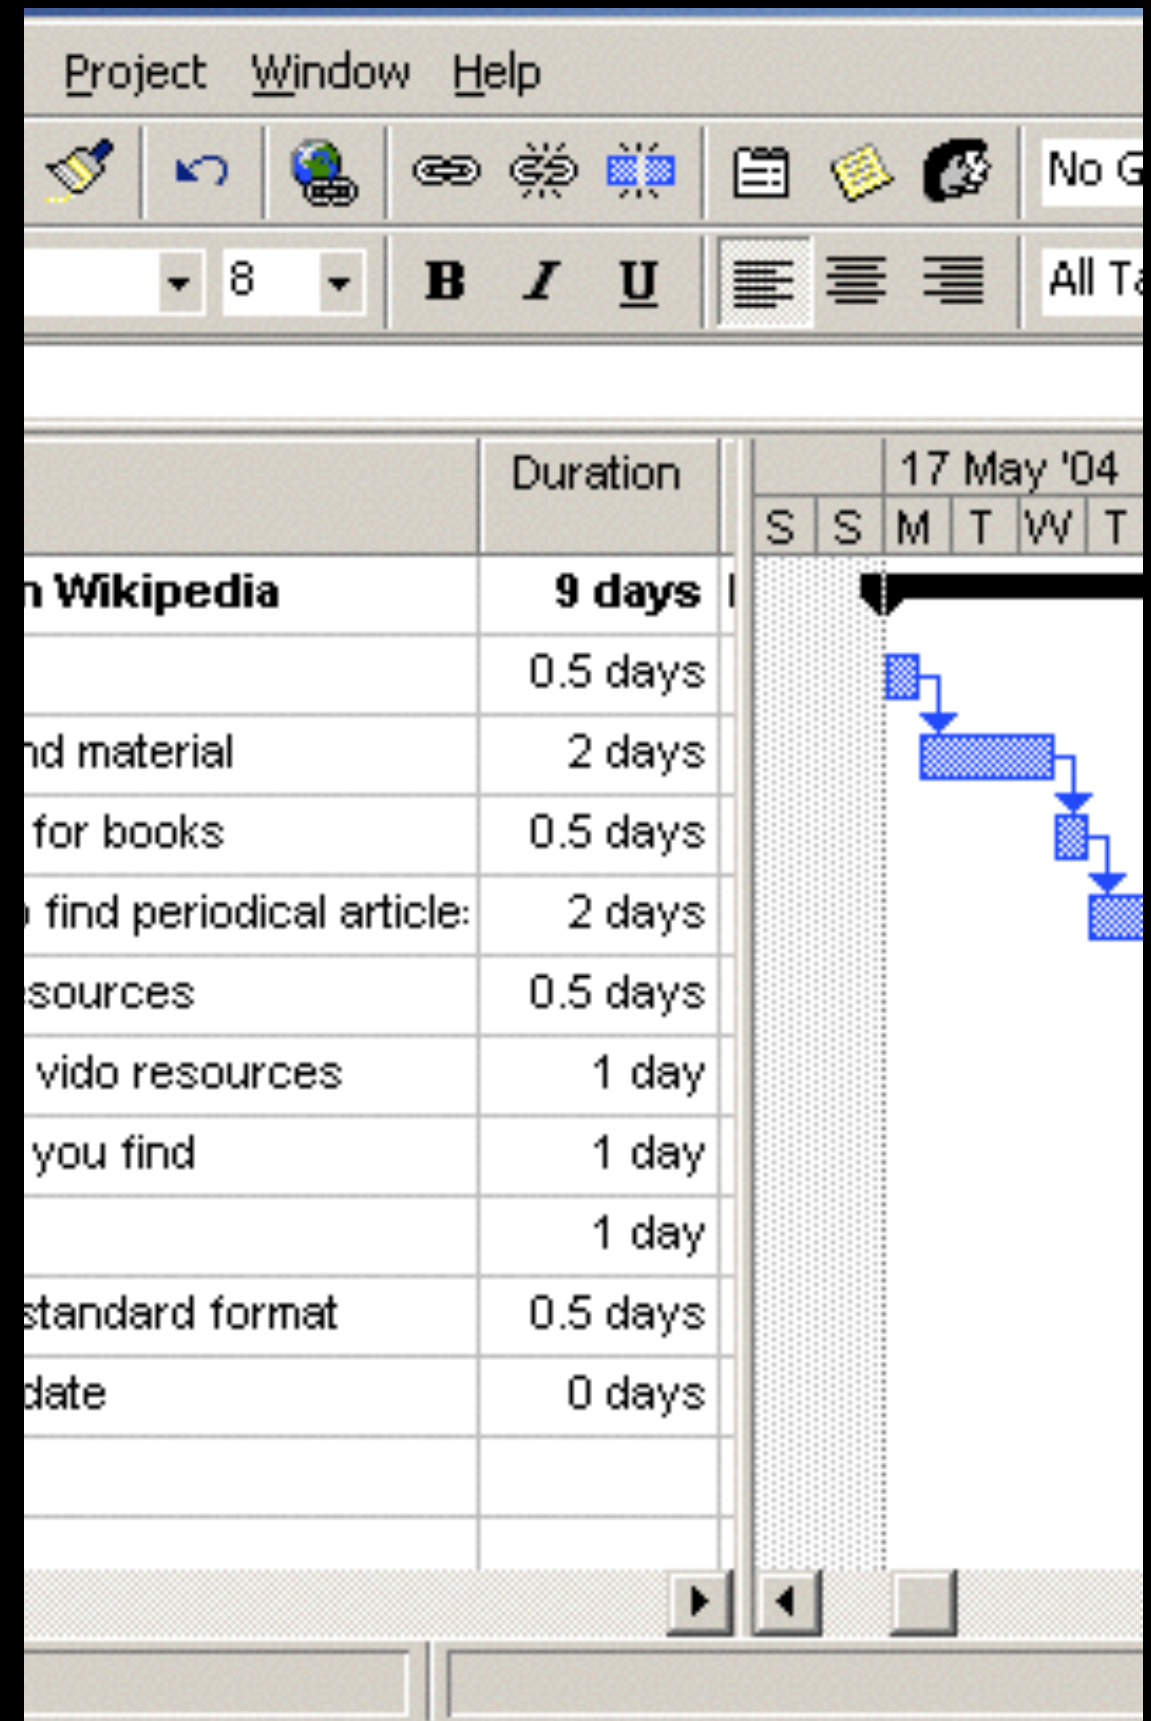 Project Window Help
No G
8 B I U All Ta
Duration 17 May '04
S S M T W T
n Wikipedia 9 days
0.5 days
nd material 2 days
for books 0.5 days
find periodical articles 2 days
sources 0.5 days
vido resources 1 day
you find 1 day
1 day
standard format 0.5 days
date 0 days